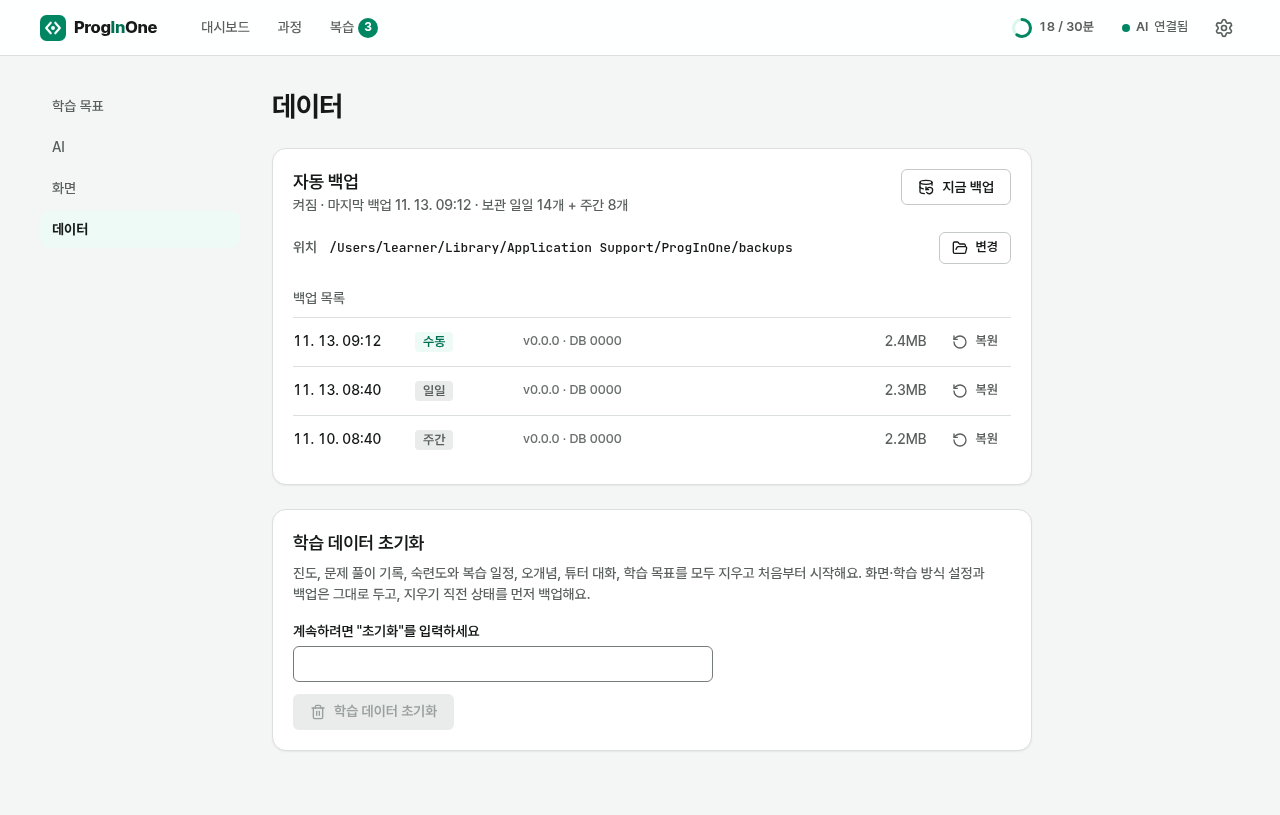 ProgInOne
대시보드
과정
복습 3
18 / 30분
AI 연결됨
학습 목표
AI
화면
데이터
데이터
자동 백업
켜짐 · 마지막 백업 11. 13. 09:12 · 보관 일일 14개 + 주간 8개
지금 백업
위치 /Users/learner/Library/Application Support/ProgInOne/backups
변경
백업 목록
11. 13. 09:12 수동 v0.0.0 · DB 0000 2.4MB 복원
11. 13. 08:40 일일 v0.0.0 · DB 0000 2.3MB 복원
11. 10. 08:40 주간 v0.0.0 · DB 0000 2.2MB 복원
학습 데이터 초기화
진도, 문제 풀이 기록, 숙련도와 복습 일정, 오개념, 튜터 대화, 학습 목표를 모두 지우고 처음부터 시작해요. 화면·학습 방식 설정과
백업은 그대로 두고, 지우기 직전 상태를 먼저 백업해요.
계속하려면 "초기화"를 입력하세요
학습 데이터 초기화